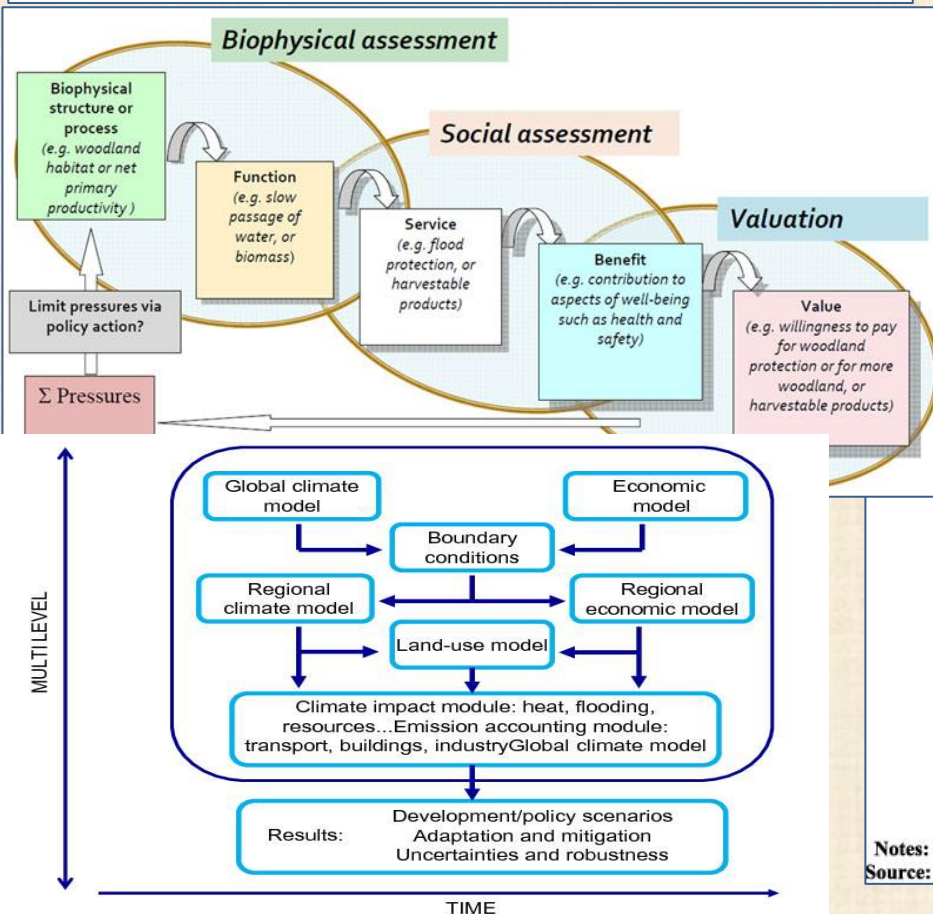 Biophysical assessment
Biophysical
structure or
process
(e.g. woodland
habitat or net
primary
productivity )
Social assessment
Function
(e.g. slow
passage of
water, or
biomass)
Service
(e.g. flood
protection, or
harvestable
products)
Valuation
Benefit
(e.g. contribution to
aspects of well-being
such as health and
safety)
Value
(e.g. willingness to pay
for woodland
protection or for more
woodland, or
harvestable products)
Limit pressures via
policy action?
Σ Pressures
MULTI LEVEL
Global climate
model
Economic
model
Boundary
conditions
Regional
climate model
Regional
economic model
Land-use model
Climate impact module: heat, flooding,
resources...Emission accounting module:
transport, buildings, industryGlobal climate model
Development/policy scenarios
Results: Adaptation and mitigation
Uncertainties and robustness
TIME
Notes:
Source: